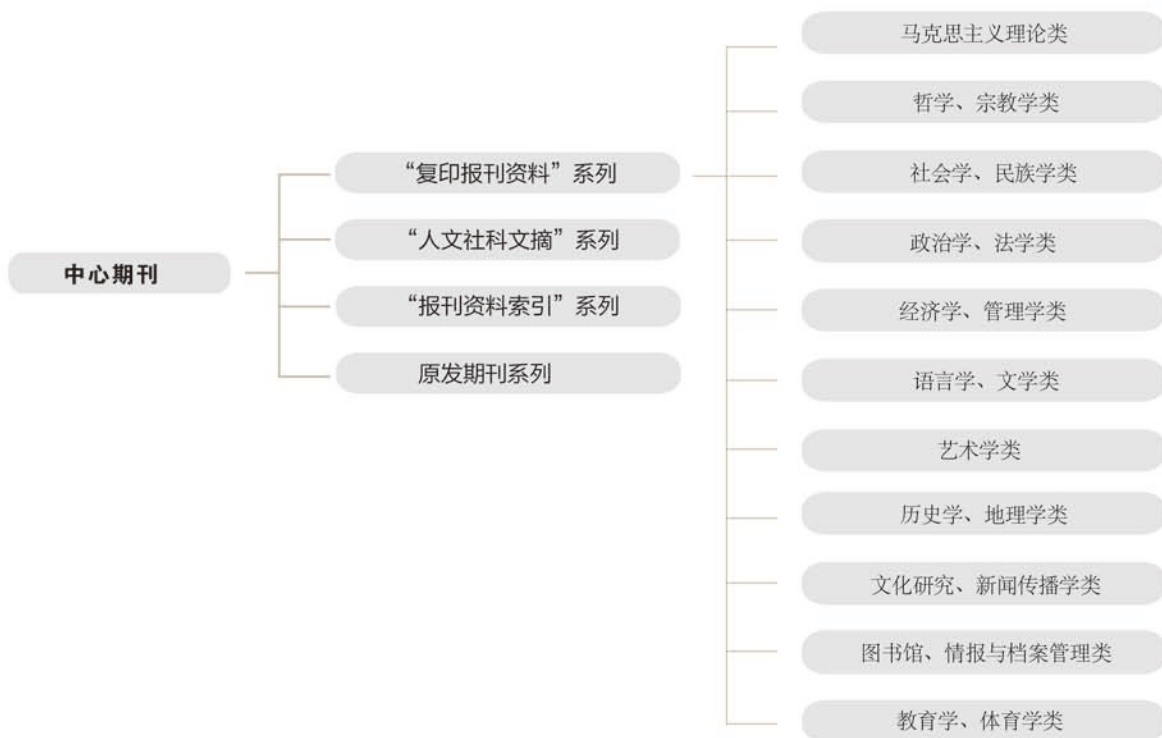 中心期刊
“复印报刊资料”系列
“人文社科文摘”系列
“报刊资料索引”系列
原发期刊系列
马克思主义理论类
哲学、宗教学类
社会学、民族学类
政治学、法学类
经济学、管理学类
语言学、文学类
艺术学类
历史学、地理学类
文化研究、新闻传播学类
图书馆、情报与档案管理类
教育学、体育学类